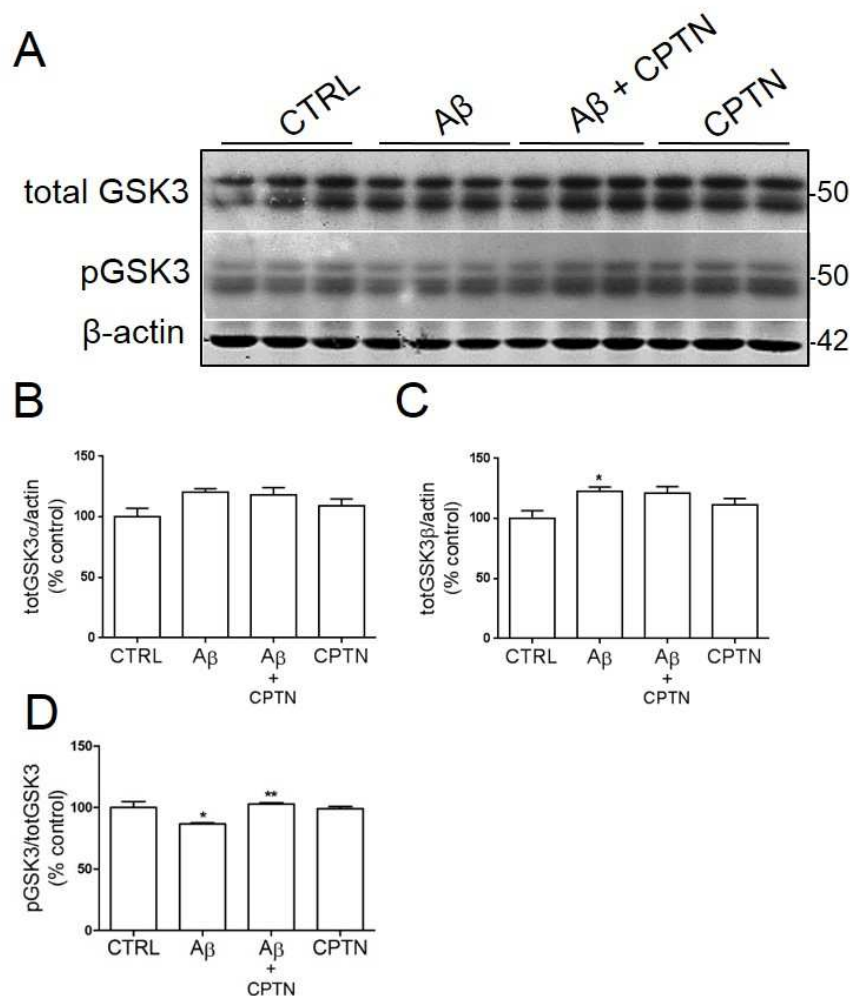 A
CTRL
Aβ
Aβ + CPTN
CPTN
total GSK3
-50
pGSK3
-50
β-actin
-42
B
totGSK3α/actin
(% control)
150
100
50
0
CTRL
Aβ
Aβ
+
CPTN
CPTN
C
totGSK3β/actin
(% control)
150
100
50
0
*
CTRL
Aβ
Aβ
+
CPTN
CPTN
D
pGSK3/totGSK3
(% control)
150
100
50
0
*
**
CTRL
Aβ
Aβ
+
CPTN
CPTN